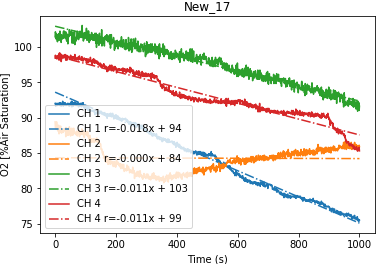 New_17
O2 [%Air Saturation]
100
95
90
85
80
75
CH 1
CH 1 r=-0.018x + 94
CH 2
CH 2 r=-0.000x + 84
CH 3
CH 3 r=-0.011x + 103
CH 4
CH 4 r=-0.011x + 99
0 200 400 600 800 1000
Time (s)